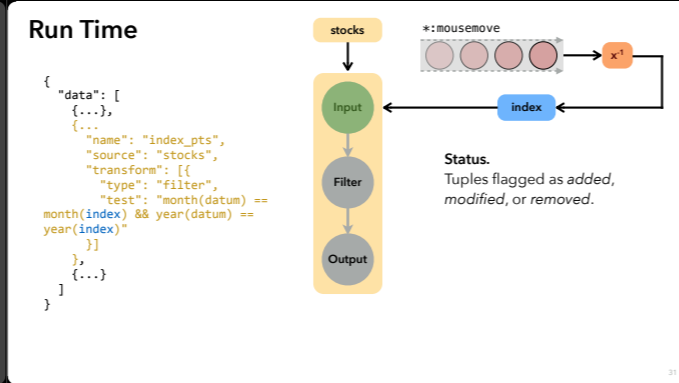 Run Time
{
"data": [
{...},
{...
"name": "index_pts",
"source": "stocks",
"transform": [{
"type": "filter",
"test": "month(datum) ==
month(index) && year(datum) ==
year(index)"
}]
},
{...}
]
}
stocks
Input
Filter
Output
*:mousemove
x⁻¹
index
Status.
Tuples flagged as added,
modified, or removed.
31